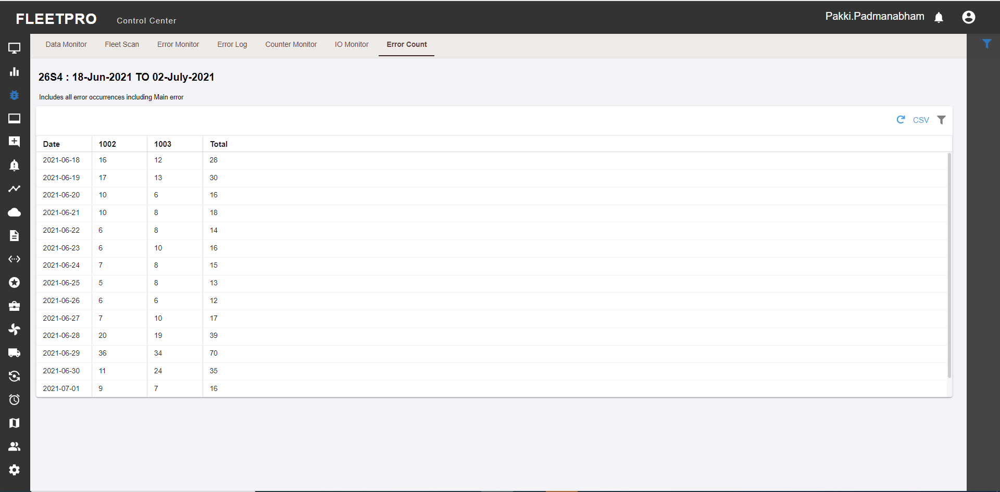 FLEETPRO Control Center Pakki.Padmanabham
Data Monitor Fleet Scan Error Monitor Error Log Counter Monitor IO Monitor Error Count
26S4 : 18-Jun-2021 TO 02-July-2021
Includes all error occurrences including Main error
CSV
Date 1002 1003 Total
2021-06-18 16 12 28
2021-06-19 17 13 30
2021-06-20 10 6 16
2021-06-21 10 8 18
2021-06-22 6 8 14
2021-06-23 6 10 16
2021-06-24 7 8 15
2021-06-25 5 8 13
2021-06-26 6 6 12
2021-06-27 7 10 17
2021-06-28 20 19 39
2021-06-29 36 34 70
2021-06-30 11 24 35
2021-07-01 9 7 16